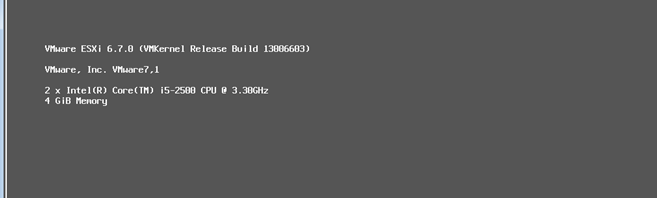 VMware ESXi 6.7.0 (VMKernel Release Build 13006603)
VMware, Inc. VMware7,1
2 x Intel(R) Core(TM) i5-2500 CPU @ 3.30GHz
4 GiB Memory